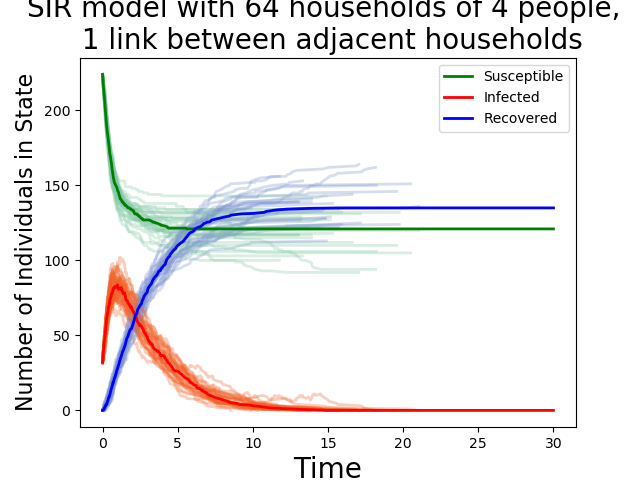 SIR model with 64 households of 4 people,
1 link between adjacent households
Susceptible
Infected
Recovered
Number of Individuals in State
200
150
100
50
0
0 5 10 15 20 25 30
Time